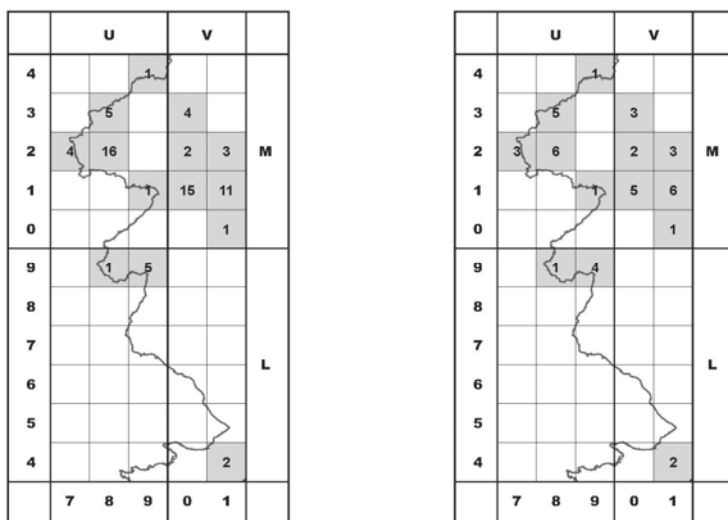 U V U V
4 1 4 1
3 5 4 3 5 3
2 4 16 2 3 M 2 3 6 2 3 M
1 1 15 11 1 1 5 6
0 1 0 1
9 1 5 9 1 4
8 8
7 7
L L
6 6
5 5
4 2 4 2
7 8 9 0 1 7 8 9 0 1